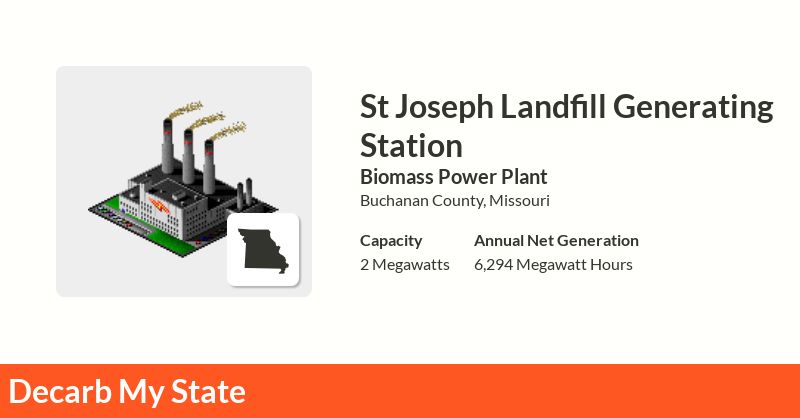 St Joseph Landfill Generating
Station
Biomass Power Plant
Buchanan County, Missouri
Capacity
2 Megawatts
Annual Net Generation
6,294 Megawatt Hours
Decarb My State